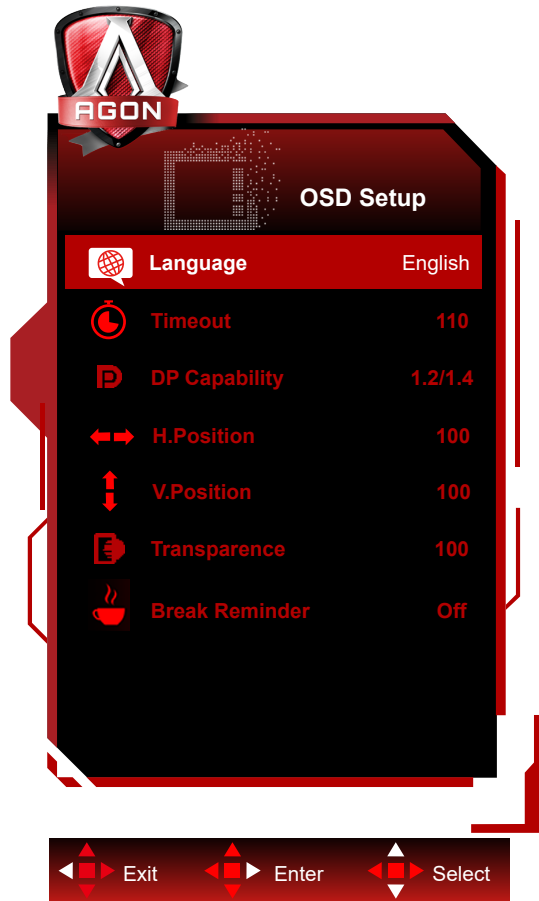 AGON
OSD Setup
Language English
Timeout 110
DP Capability 1.2/1.4
H.Position 100
V.Position 100
Transparence 100
Break Reminder Off
Exit Enter Select